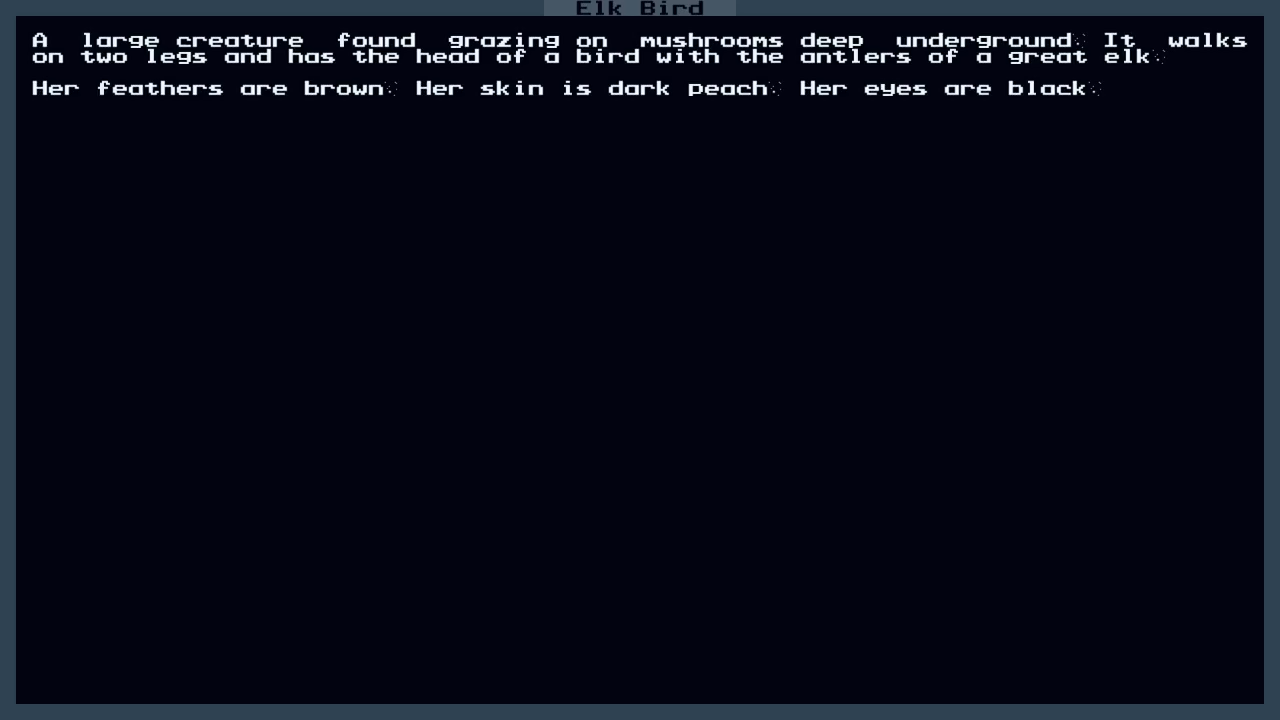 Elk Bird
A large creature found grazing on mushrooms deep underground. It walks
on two legs and has the head of a bird with the antlers of a great elk.
Her feathers are brown. Her skin is dark peach. Her eyes are black.